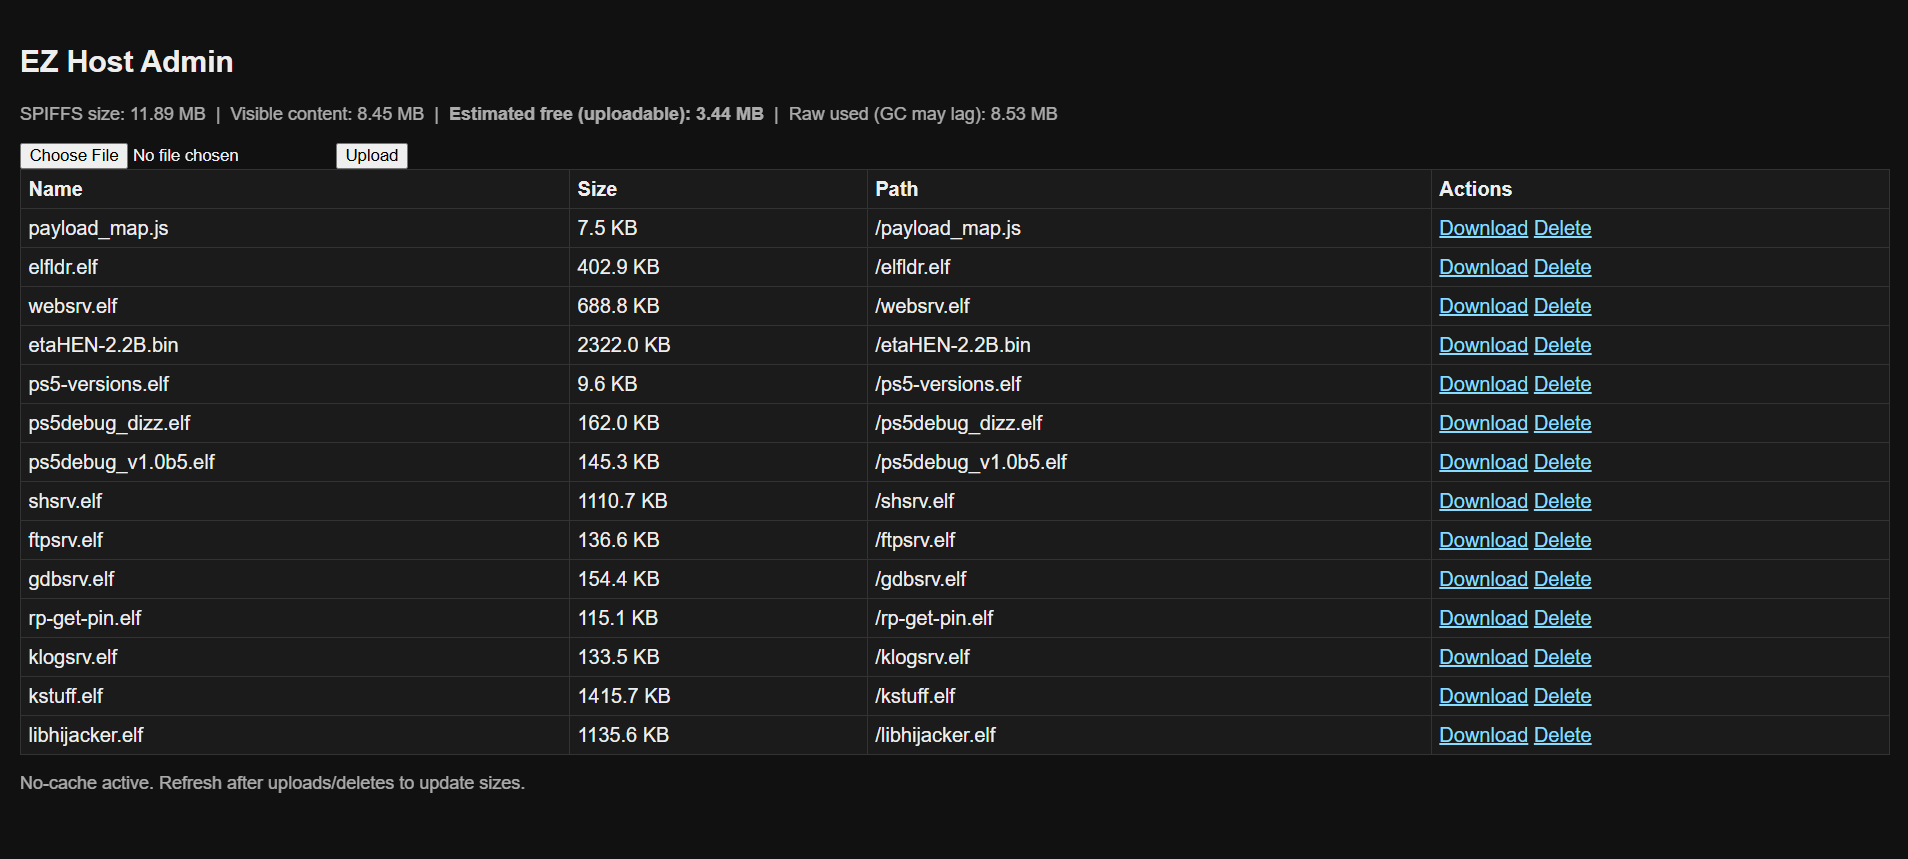 EZ Host Admin
SPIFFS size: 11.89 MB | Visible content: 8.45 MB | Estimated free (uploadable): 3.44 MB | Raw used (GC may lag): 8.53 MB
Choose File No file chosen Upload
Name Size Path Actions
payload_map.js 7.5 KB /payload_map.js Download Delete
elfldr.elf 402.9 KB /elfldr.elf Download Delete
websrv.elf 688.8 KB /websrv.elf Download Delete
etaHEN-2.2B.bin 2322.0 KB /etaHEN-2.2B.bin Download Delete
ps5-versions.elf 9.6 KB /ps5-versions.elf Download Delete
ps5debug_dizz.elf 162.0 KB /ps5debug_dizz.elf Download Delete
ps5debug_v1.0b5.elf 145.3 KB /ps5debug_v1.0b5.elf Download Delete
shsrv.elf 1110.7 KB /shsrv.elf Download Delete
ftpsrv.elf 136.6 KB /ftpsrv.elf Download Delete
gdbsrv.elf 154.4 KB /gdbsrv.elf Download Delete
rp-get-pin.elf 115.1 KB /rp-get-pin.elf Download Delete
klogsrv.elf 133.5 KB /klogsrv.elf Download Delete
kstuff.elf 1415.7 KB /kstuff.elf Download Delete
libhijacker.elf 1135.6 KB /libhijacker.elf Download Delete
No-cache active. Refresh after uploads/deletes to update sizes.